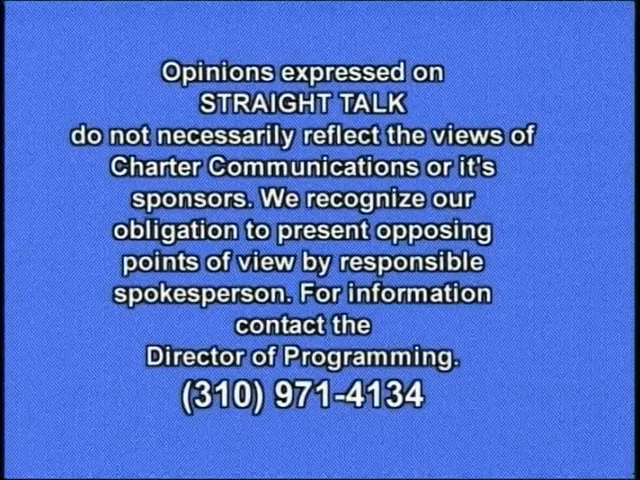 Opinions expressed on
STRAIGHT TALK
do not necessarily reflect the views of
Charter Communications or it's
sponsors. We recognize our
obligation to present opposing
points of view by responsible
spokesperson. For information
contact the
Director of Programming.
(310) 971-4134